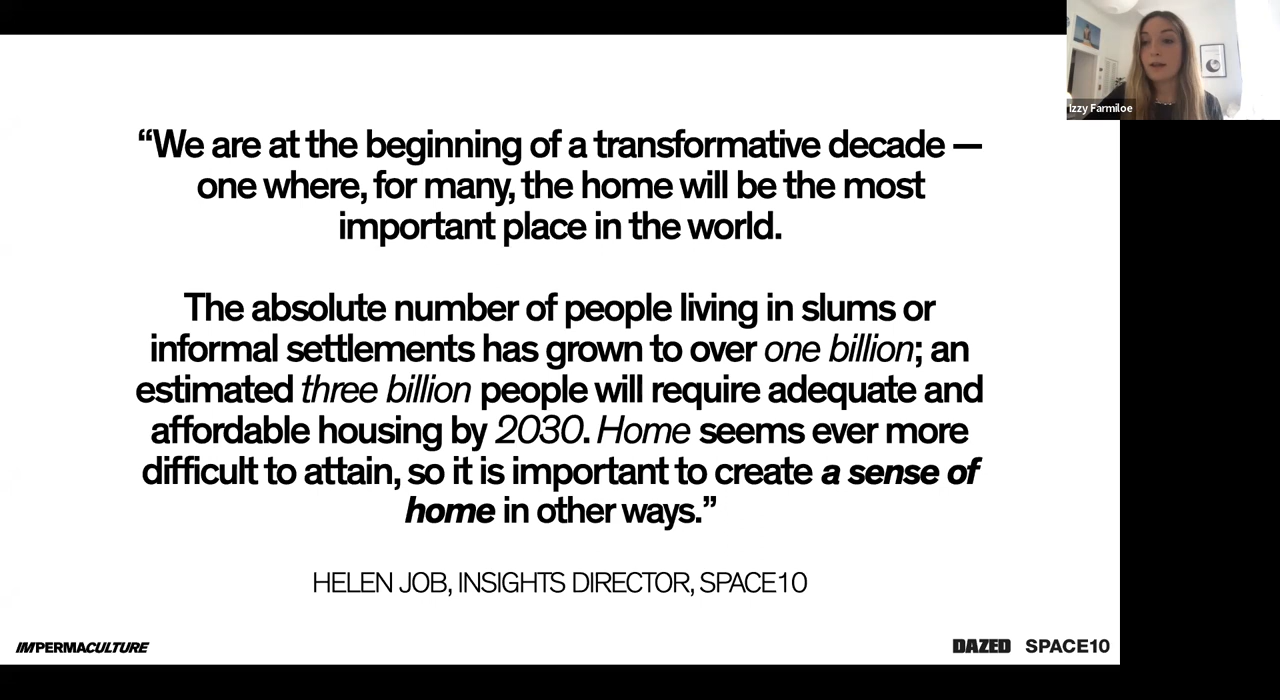 Izzy Farmiloe
“We are at the beginning of a transformative decade —
one where, for many, the home will be the most
important place in the world.
The absolute number of people living in slums or
informal settlements has grown to over one billion; an
estimated three billion people will require adequate and
affordable housing by 2030. Home seems ever more
difficult to attain, so it is important to create a sense of
home in other ways.”
HELEN JOB, INSIGHTS DIRECTOR, SPACE10
IMPERMACULTURE
DAZED SPACE10